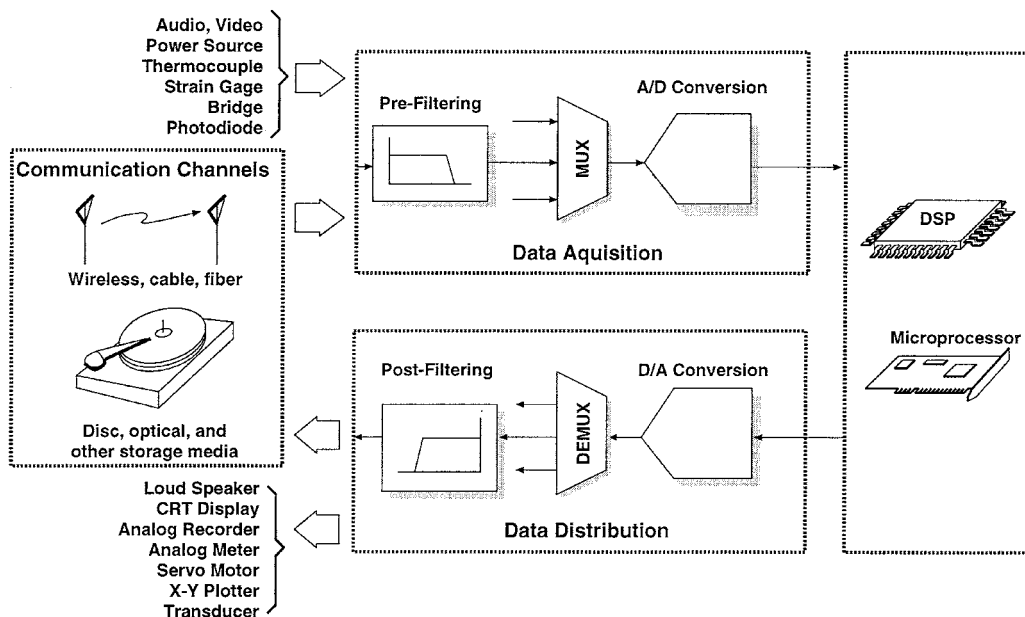 Audio, Video
Power Source
Thermocouple
Strain Gage
Bridge
Photodiode
Communication Channels
Wireless, cable, fiber
Disc, optical, and
other storage media
Loud Speaker
CRT Display
Analog Recorder
Analog Meter
Servo Motor
X-Y Plotter
Transducer
Pre-Filtering
MUX
A/D Conversion
Data Aquisition
Post-Filtering
DEMUX
D/A Conversion
Data Distribution
DSP
Microprocessor